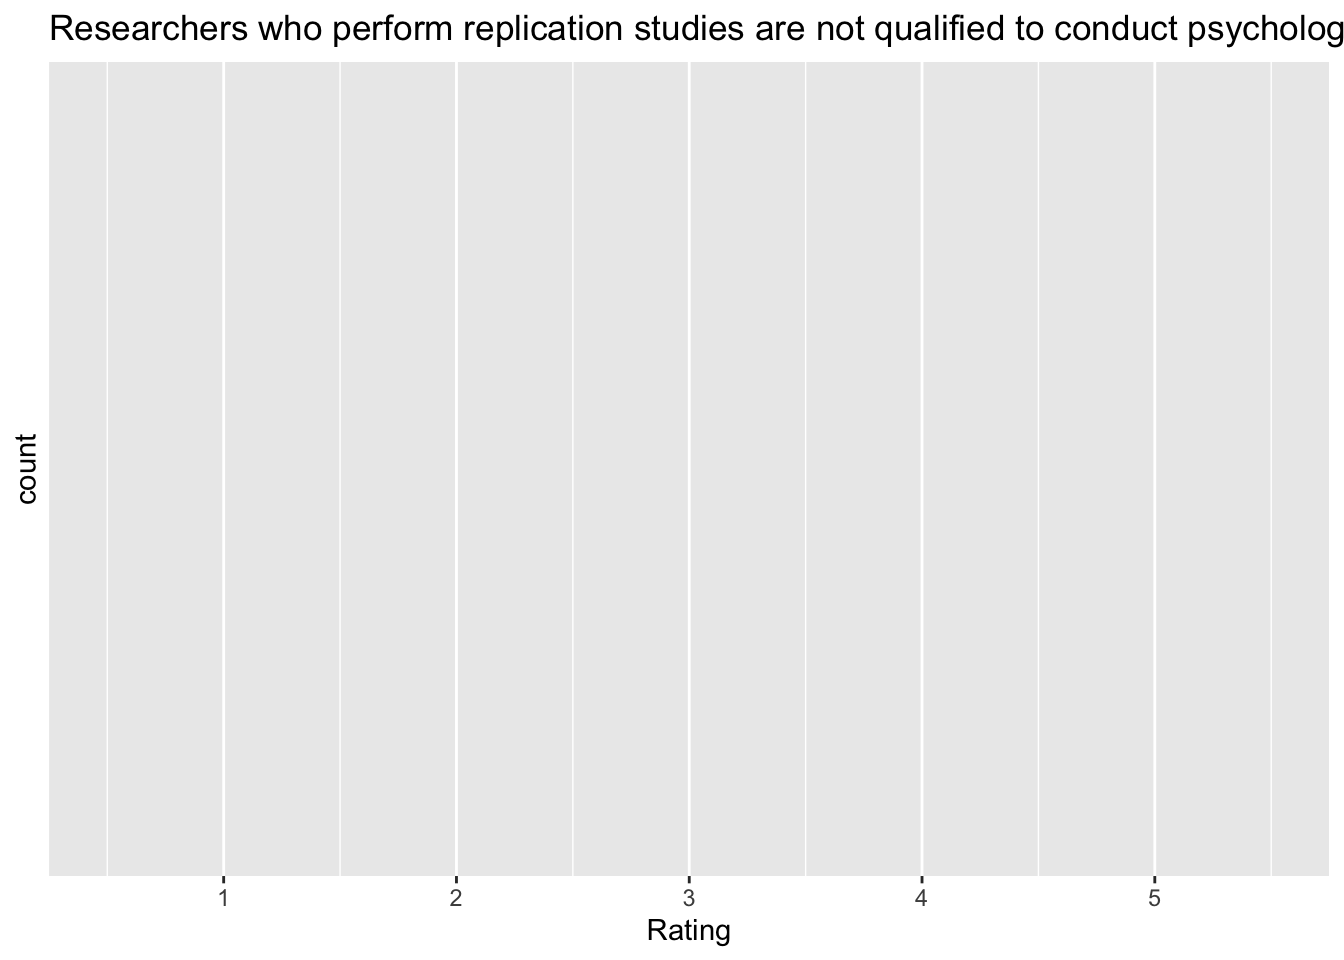 Researchers who perform replication studies are not qualified to conduct psycholog
count
1
2
3
4
5
Rating